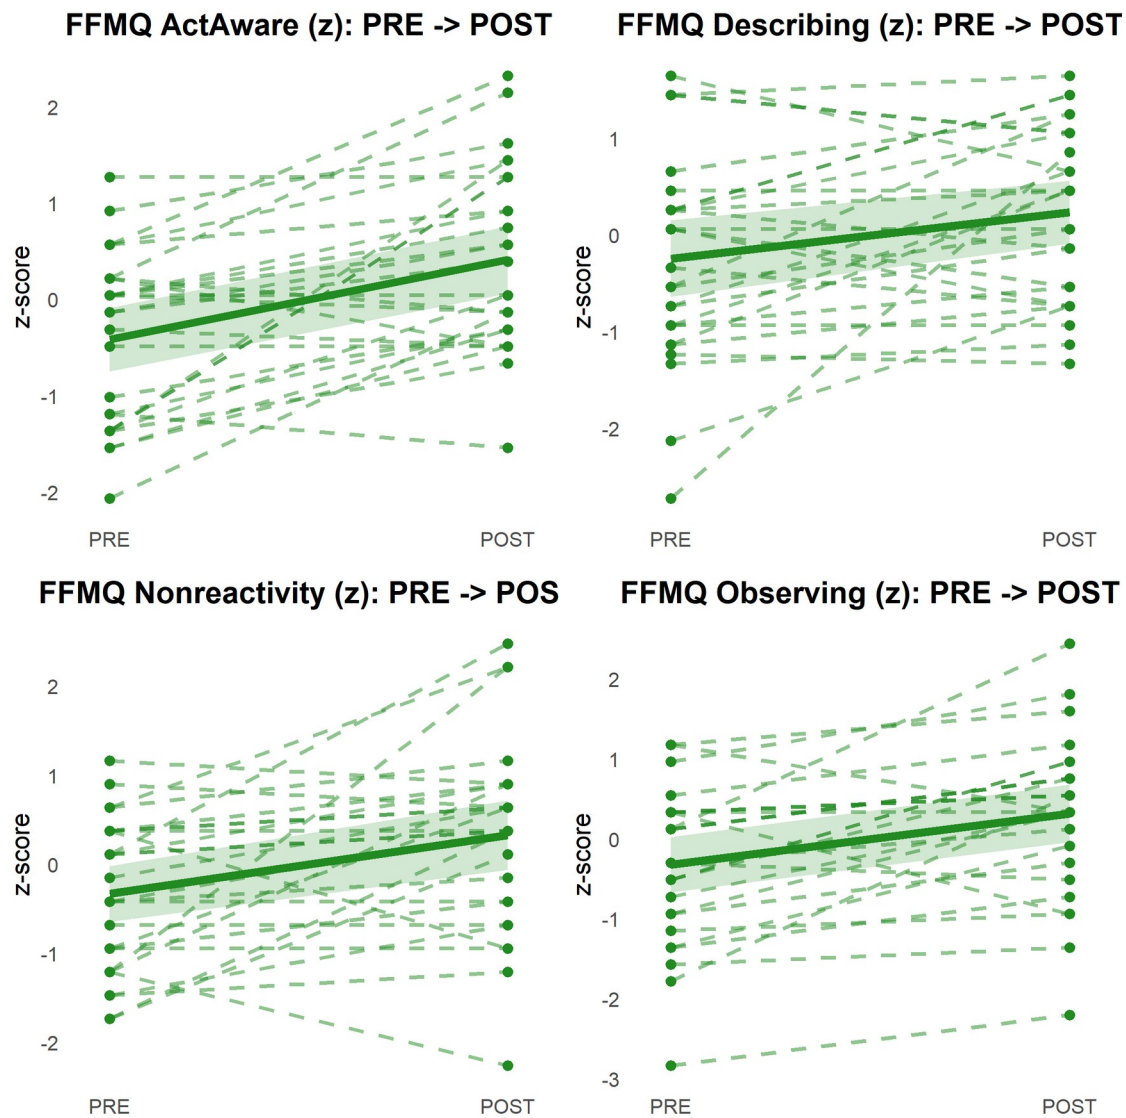 FFMQ ActAware (z): PRE -> POST
z-score
2
1
0
-1
-2
PRE POST
FFMQ Describing (z): PRE -> POST
z-score
1
0
-1
-2
PRE POST
FFMQ Nonreactivity (z): PRE -> POS
z-score
2
1
0
-1
-2
PRE POST
FFMQ Observing (z): PRE -> POST
z-score
2
1
0
-1
-2
-3
PRE POST